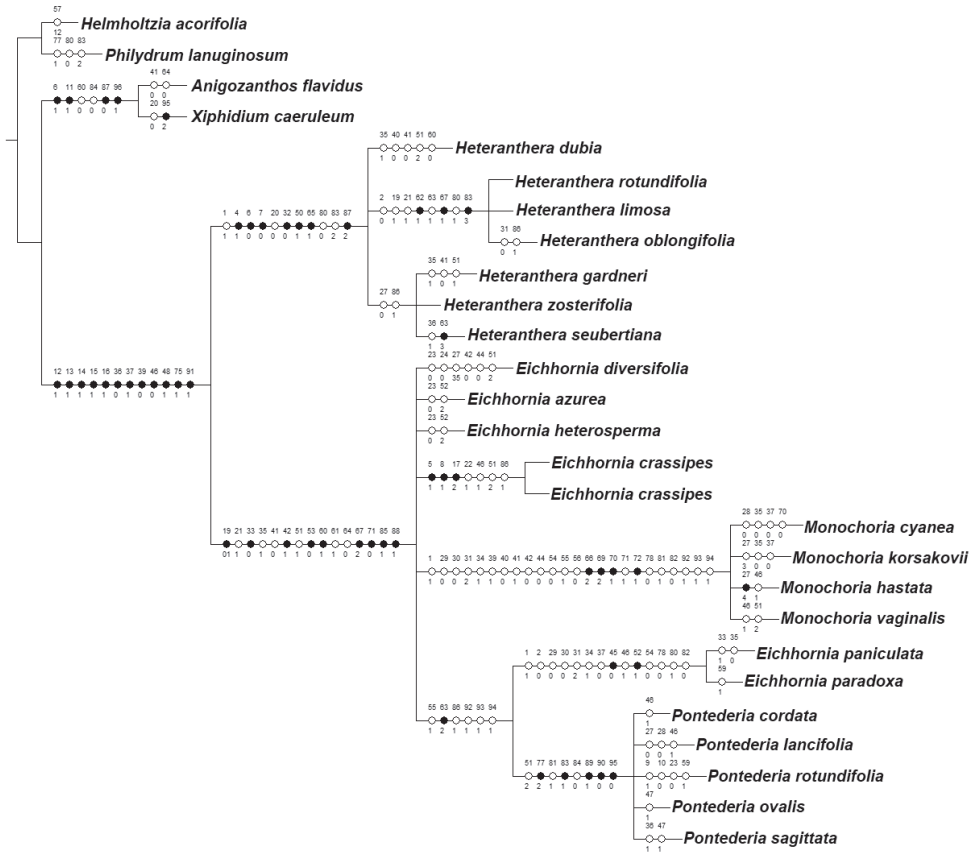 57
Helmholtzia acorifolia
12
77 80 83
Philydrum lanuginosum
1 0 2
6 11 60 84 87 96
1 1 0 0 0 1
41 64
Anigozanthos flavidus
0 0
20 95
Xiphidium caeruleum
0 2
35 40 41 51 60
Heteranthera dubia
1 0 0 2 0
1 4 6 7 20 32 50 65 80 83 87
1 1 0 0 0 0 1 1 0 2 2
Heteranthera rotundifolia
2 19 21 62 63 67 80 83
Heteranthera limosa
0 1 1 1 1 1 1 3
31 86
Heteranthera oblongifolia
0 1
35 41 51
Heteranthera gardneri
1 0 1
27 86
Heteranthera zosterifolia
0 1
36 63
Heteranthera seubertiana
1 3
12 13 14 15 16 36 37 39 46 48 75 91
1 1 1 1 1 0 1 0 0 1 1 1
23 24 27 42 44 51
Eichhornia diversifolia
0 0 35 0 0 2
23 52
Eichhornia azurea
0 2
23 52
Eichhornia heterosperma
0 2
5 8 17 22 46 51 86
1 1 2 1 1 2 1
Eichhornia crassipes
Eichhornia crassipes
19 21 33 35 41 42 51 53 60 61 64 67 71 85 88
01 1 0 1 0 1 1 0 1 1 0 2 0 1 1
1 29 30 31 34 39 40 41 42 44 54 55 56 66 69 70 71 72 78 81 82 92 93 94
1 0 0 2 1 1 0 1 0 0 0 1 0 2 2 1 1 1 0 1 0 1 1 1
28 35 37 70
Monochoria cyanea
0 0 0 0
27 35 37
Monochoria korsakovii
3 0 0
27 46
Monochoria hastata
4 1
46 51
Monochoria vaginalis
1 2
55 63 86 92 93 94
1 2 1 1 1 1
1 2 29 30 31 34 37 45 46 52 54 78 80 82
1 0 0 0 2 1 0 0 1 1 0 0 1 0
33 35
Eichhornia paniculata
1 0
59
Eichhornia paradoxa
1
51 77 81 83 84 89 90 95
2 2 1 1 0 1 0 0
46
Pontederia cordata
1
27 28 46
Pontederia lancifolia
0 0 1
9 10 23 59
Pontederia rotundifolia
1 0 0 1
47
Pontederia ovalis
1
36 47
Pontederia sagittata
1 1